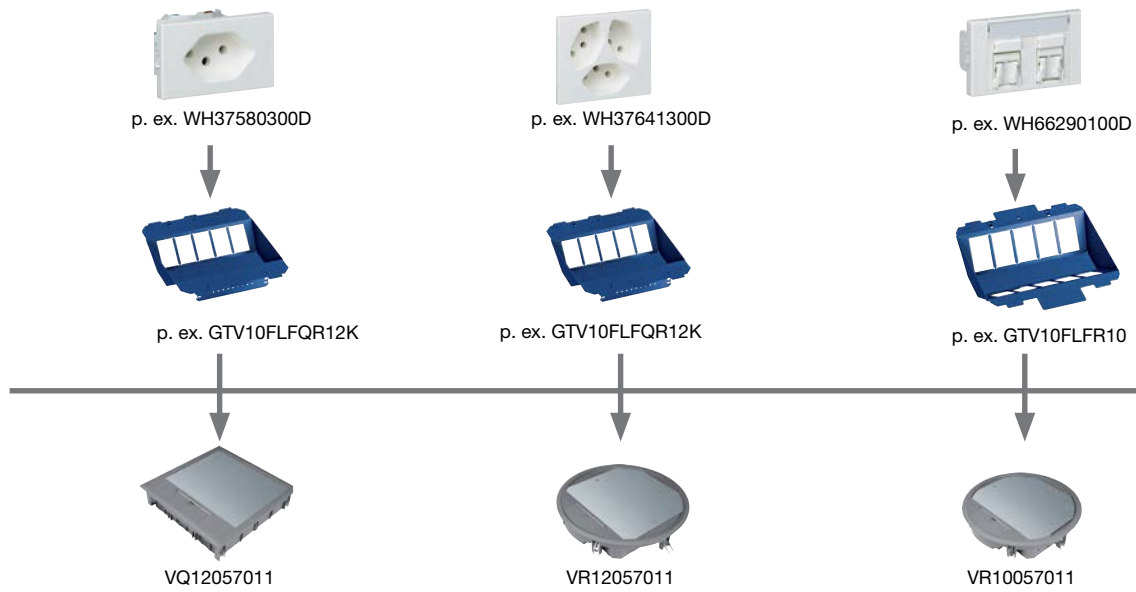 p. ex. WH37580300D
p. ex. WH37641300D
p. ex. WH66290100D
p. ex. GTV10FLFQR12K
p. ex. GTV10FLFQR12K
p. ex. GTV10FLFR10
VQ12057011
VR12057011
VR10057011